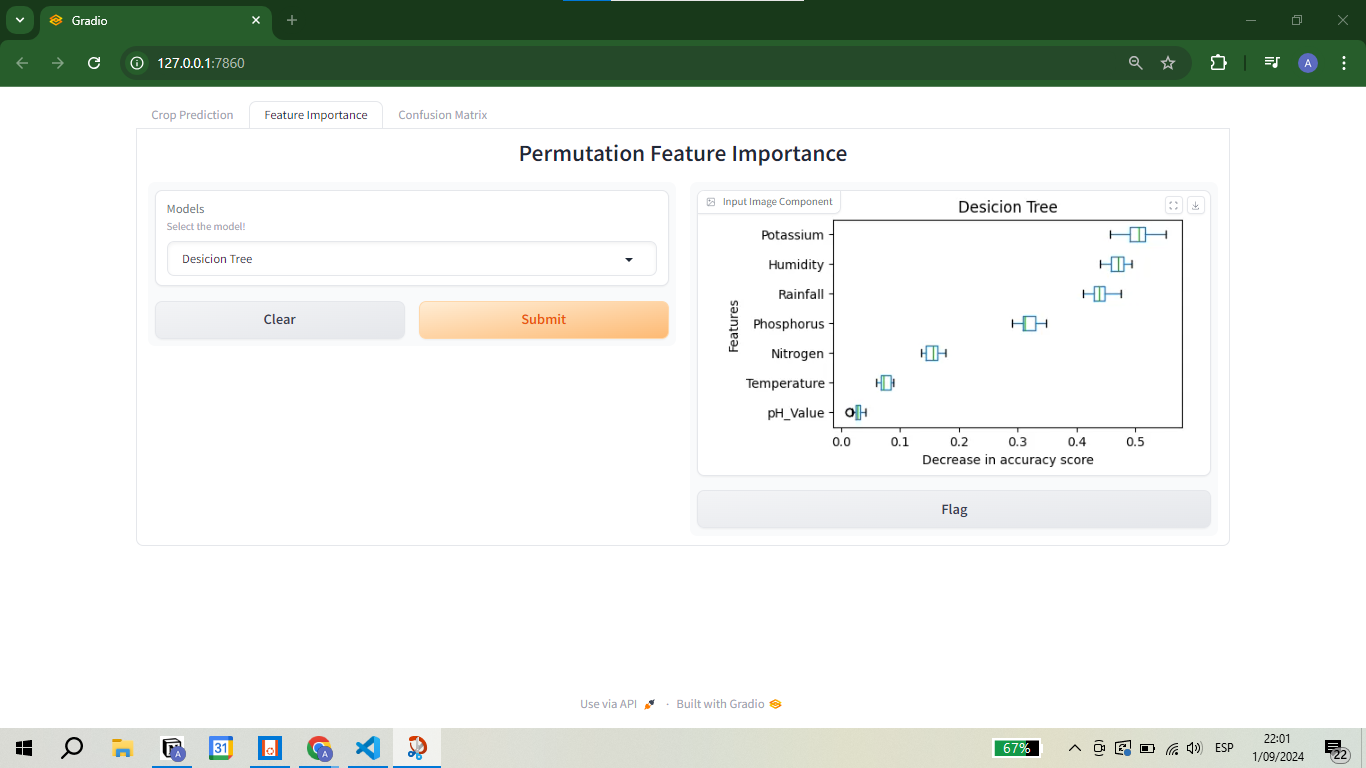 Gradio
127.0.0.1:7860
A
Crop Prediction
Feature Importance
Confusion Matrix
Permutation Feature Importance
Models
Select the model!
Desicion Tree
Clear
Submit
Input Image Component
Desicion Tree
Features
Potassium
Humidity
Rainfall
Phosphorus
Nitrogen
Temperature
pH_Value
0.0 0.1 0.2 0.3 0.4 0.5
Decrease in accuracy score
Flag
Use via API · Built with Gradio
A
31
A
67%
ESP
22:01
1/09/2024
22